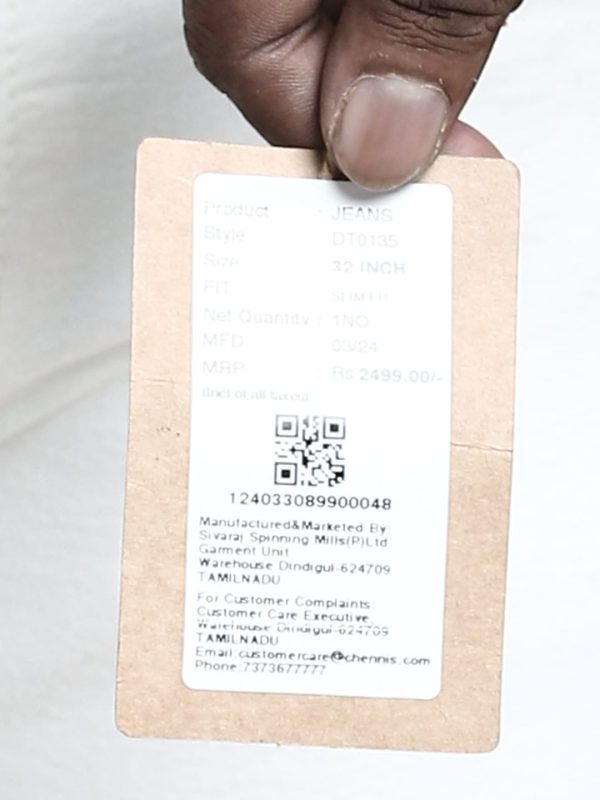 Product : JEANS
Style DT0135
Size 32 INCH
FIT SLIM FIT
Net Quantity : 1NO
MFD : 03/24
MRP : Rs 2499.00/-
(Incl of all taxes)
124033089900048
Manufactured&Marketed By
Sivaraj Spinning Mills(P)Ltd
Garment Unit
Warehouse Dindigul-624709
TAMILNADU
For Customer Complaints:
Customer Care Executive,
Warehouse Dindigul-624709
TAMILNADU
Email:customercare@chennis.com
Phone:7373677777